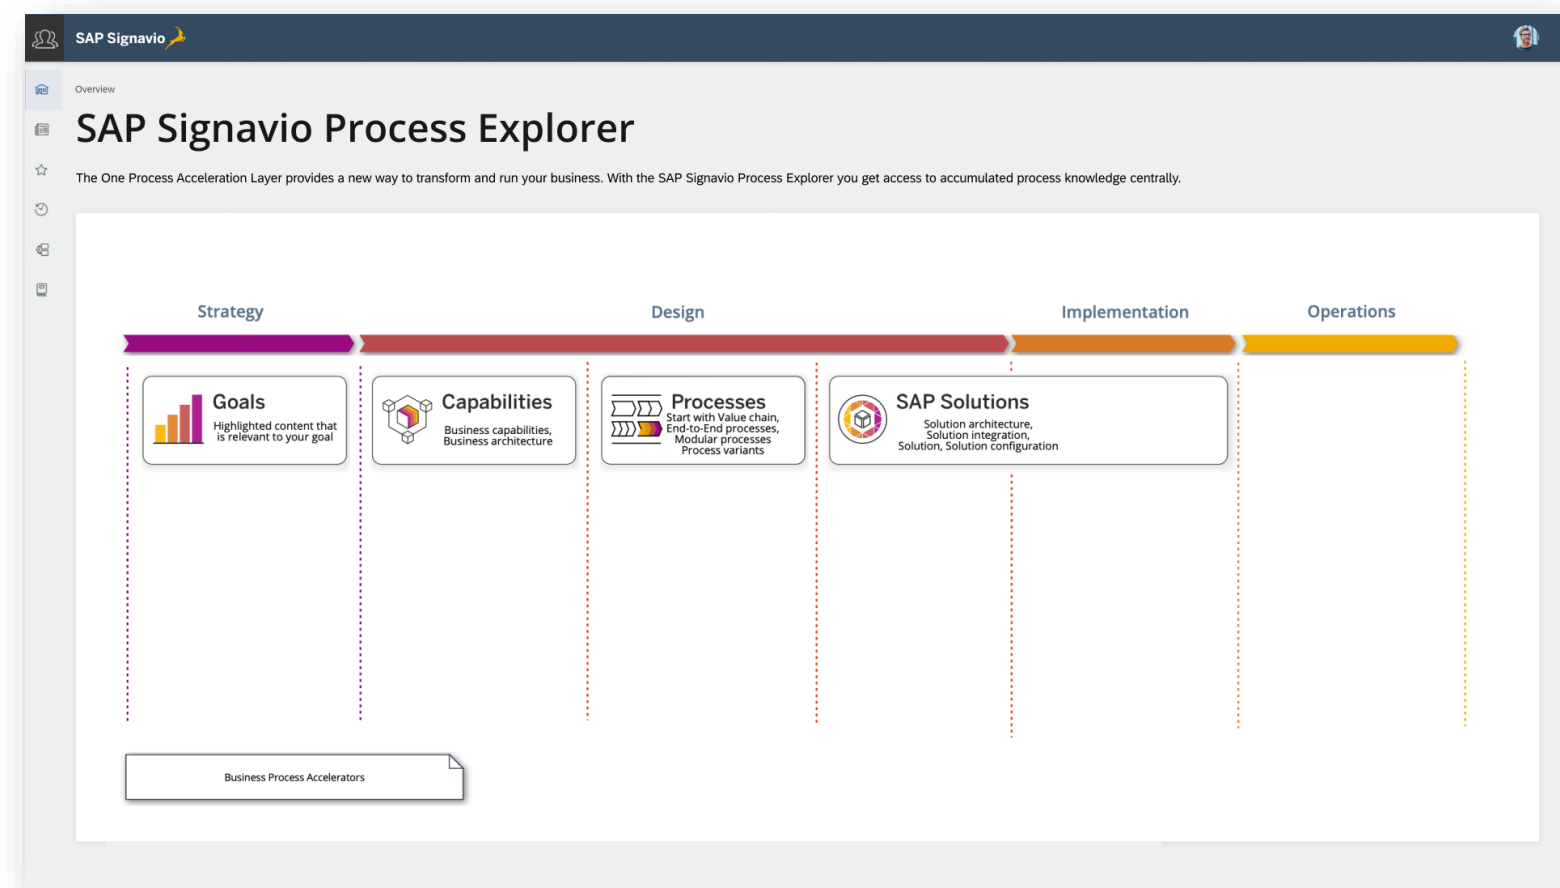 SAP Signavio
Overview
SAP Signavio Process Explorer
The One Process Acceleration Layer provides a new way to transform and run your business. With the SAP Signavio Process Explorer you get access to accumulated process knowledge centrally.
Strategy
Design
Implementation
Operations
Goals
Highlighted content that
is relevant to your goal
Capabilities
Business capabilities,
Business architecture
Processes
Start with Value chain,
End-to-End processes,
Modular processes
Process variants
SAP Solutions
Solution architecture,
Solution integration,
Solution, Solution configuration
Business Process Accelerators